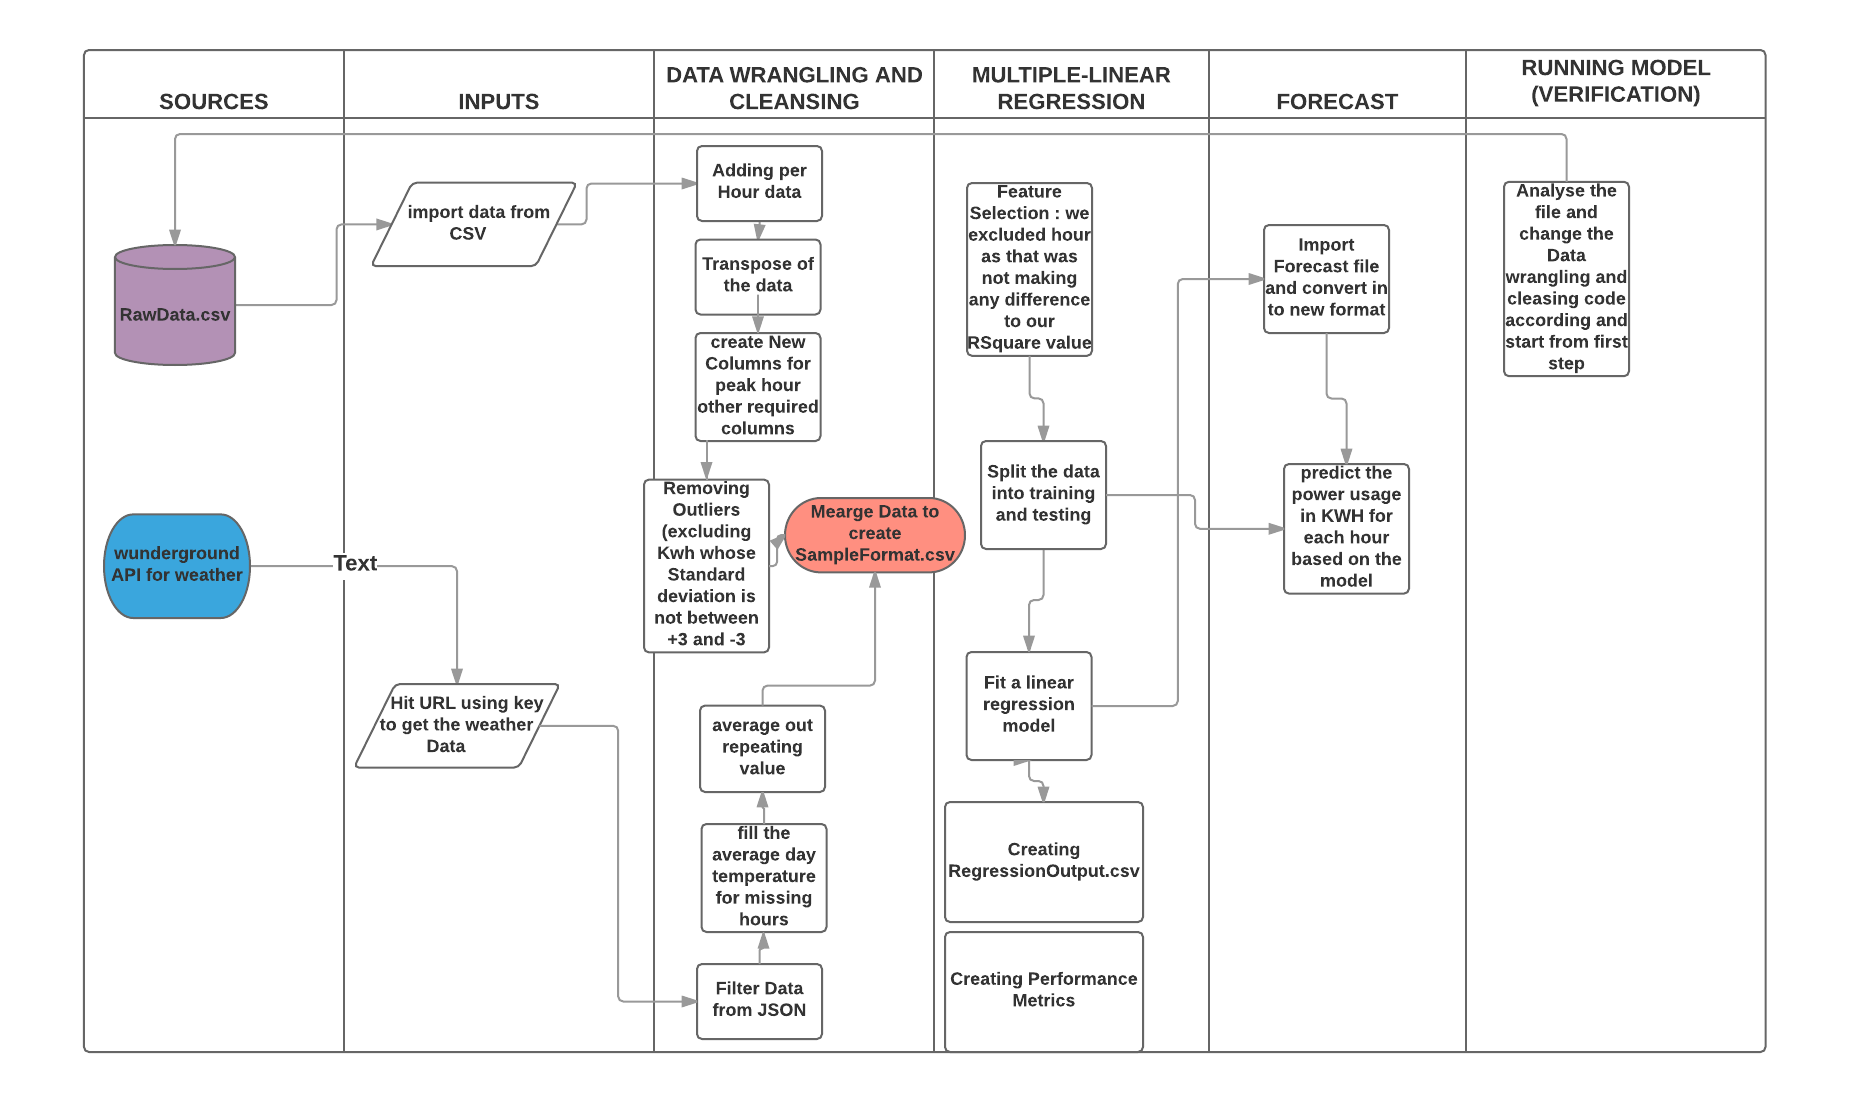 SOURCES
INPUTS
DATA WRANGLING AND
CLEANSING
MULTIPLE-LINEAR
REGRESSION
FORECAST
RUNNING MODEL
(VERIFICATION)
RawData.csv
wunderground
API for weather
Text
import data from
CSV
Hit URL using key
to get the weather
Data
Adding per
Hour data
Transpose of
the data
create New
Columns for
peak hour
other required
columns
Removing
Outliers
(excluding
Kwh whose
Standard
deviation is
not between
+3 and -3
Mearge Data to
create
SampleFormat.csv
average out
repeating
value
fill the
average day
temperature
for missing
hours
Filter Data
from JSON
Feature
Selection : we
excluded hour
as that was
not making
any difference
to our
RSquare value
Split the data
into training
and testing
Fit a linear
regression
model
Creating
RegressionOutput.csv
Creating Performance
Metrics
Import
Forecast file
and convert in
to new format
predict the
power usage
in KWH for
each hour
based on the
model
Analyse the
file and
change the
Data
wrangling and
cleasing code
according and
start from first
step